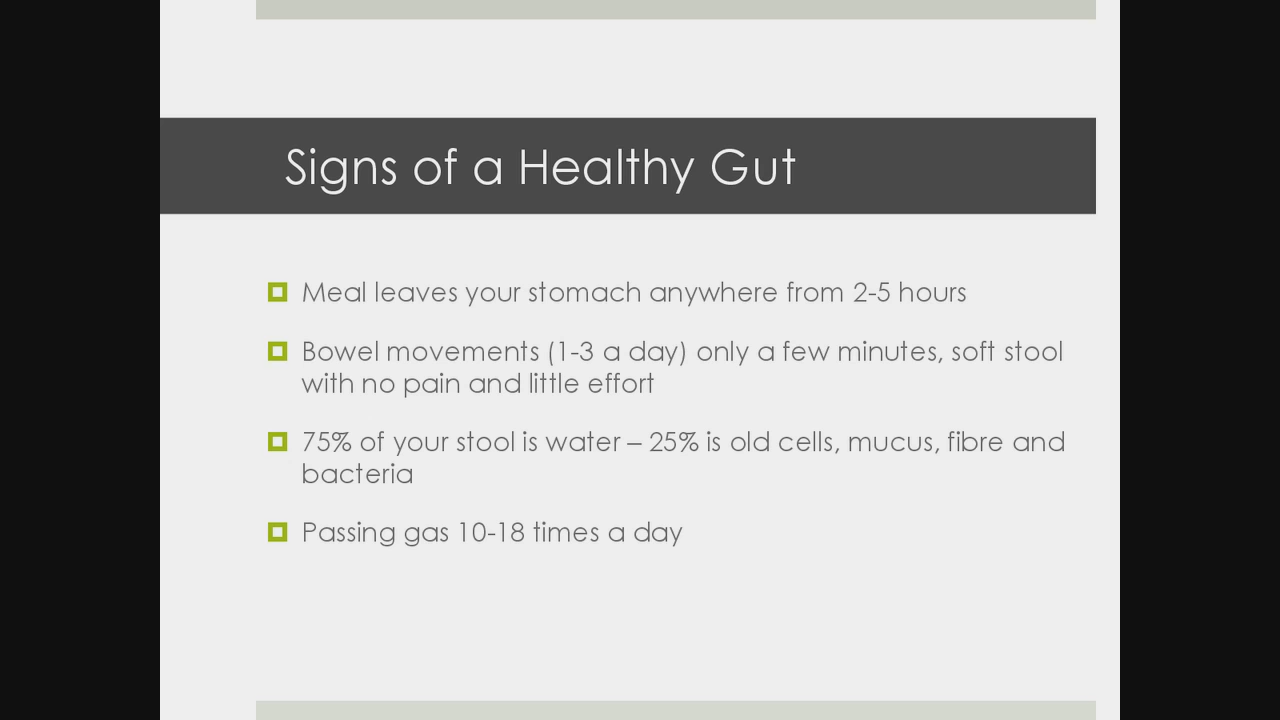 Signs of a Healthy Gut
Meal leaves your stomach anywhere from 2-5 hours
Bowel movements (1-3 a day) only a few minutes, soft stool
with no pain and little effort
75% of your stool is water – 25% is old cells, mucus, fibre and
bacteria
Passing gas 10-18 times a day